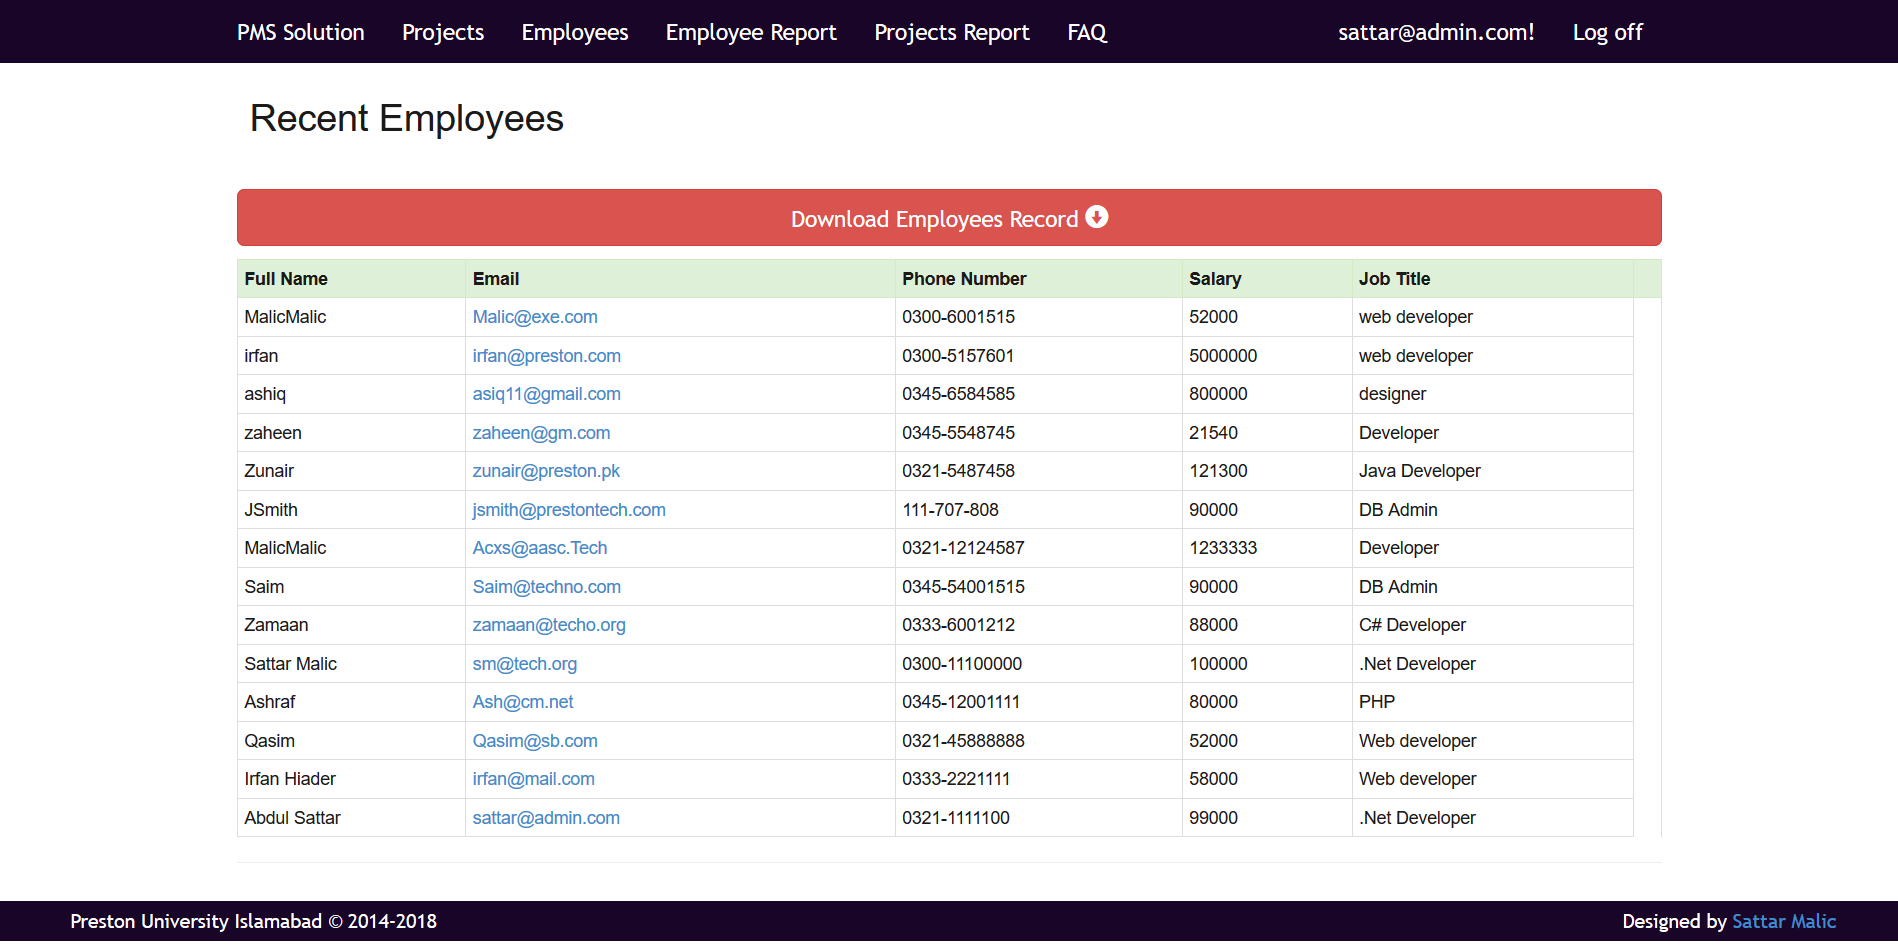 PMS Solution Projects Employees Employee Report Projects Report FAQ sattar@admin.com! Log off
Recent Employees
Download Employees Record
Full Name Email Phone Number Salary Job Title
MalicMalic Malic@exe.com 0300-6001515 52000 web developer
irfan irfan@preston.com 0300-5157601 5000000 web developer
ashiq asiq11@gmail.com 0345-6584585 800000 designer
zaheen zaheen@gm.com 0345-5548745 21540 Developer
Zunair zunair@preston.pk 0321-5487458 121300 Java Developer
JSmith jsmith@prestontech.com 111-707-808 90000 DB Admin
MalicMalic Acxs@aasc.Tech 0321-12124587 1233333 Developer
Saim Saim@techno.com 0345-54001515 90000 DB Admin
Zamaan zamaan@techo.org 0333-6001212 88000 C# Developer
Sattar Malic sm@tech.org 0300-11100000 100000 .Net Developer
Ashraf Ash@cm.net 0345-12001111 80000 PHP
Qasim Qasim@sb.com 0321-45888888 52000 Web developer
Irfan Hiader irfan@mail.com 0333-2221111 58000 Web developer
Abdul Sattar sattar@admin.com 0321-1111100 99000 .Net Developer
Preston University Islamabad © 2014-2018 Designed by Sattar Malic